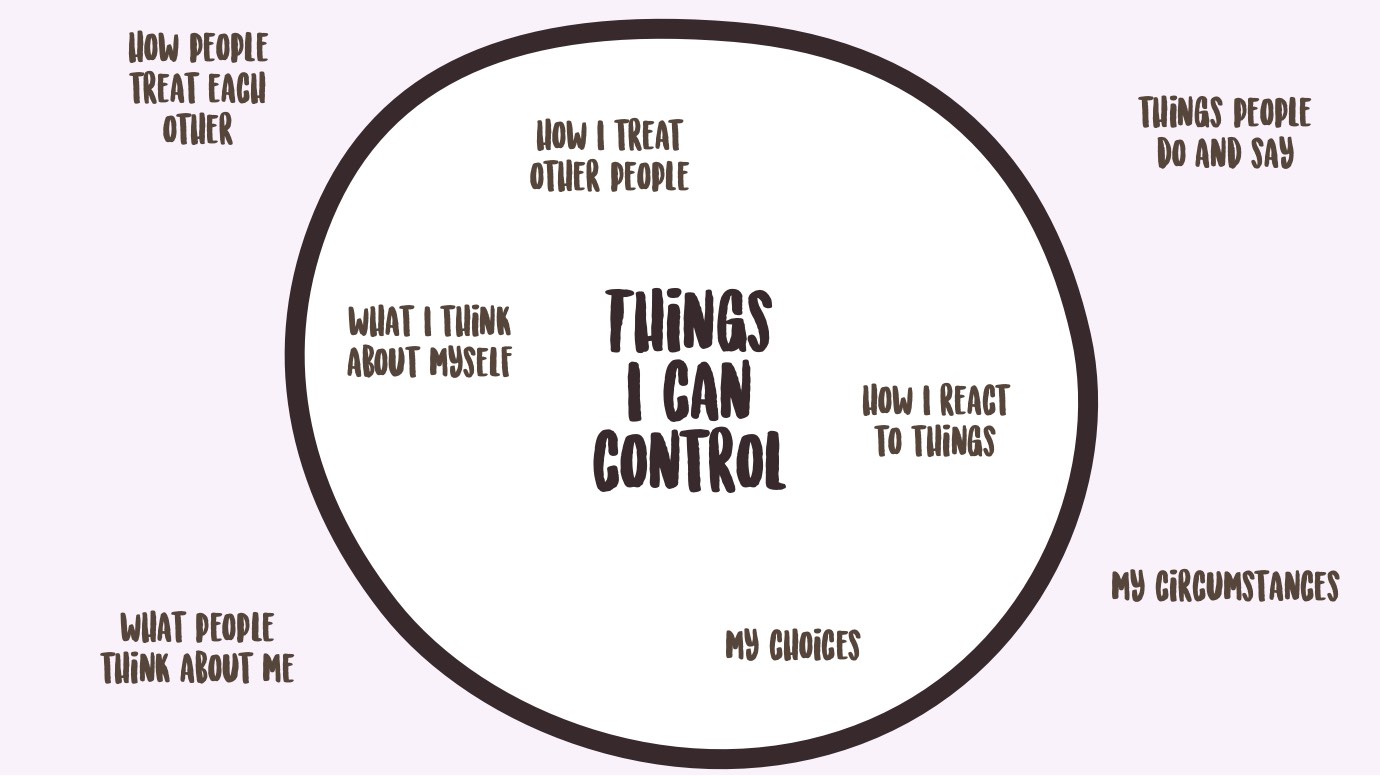 HOW PEOPLE
TREAT EACH
OTHER
HOW I TREAT
OTHER PEOPLE
THINGS PEOPLE
DO AND SAY
WHAT I THINK
ABOUT MYSELF
THINGS
I CAN
CONTROL
HOW I REACT
TO THINGS
WHAT PEOPLE
THINK ABOUT ME
MY CHOICES
MY CIRCUMSTANCES